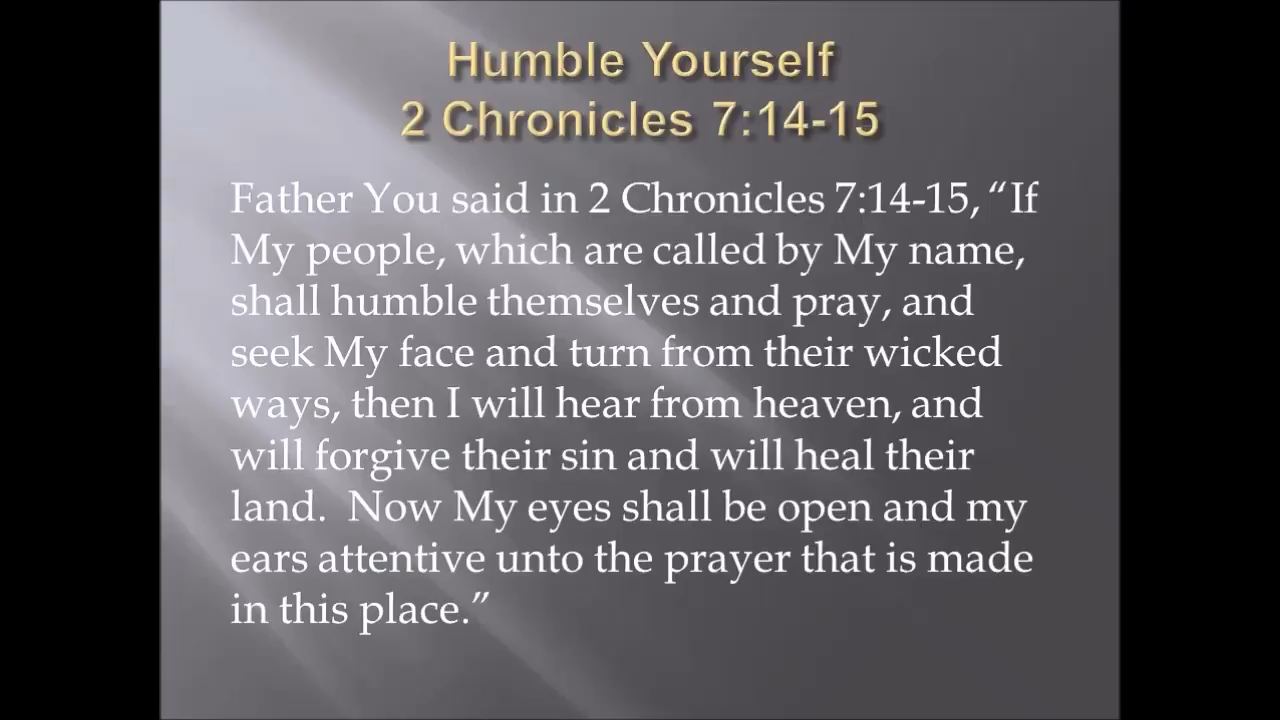 Humble Yourself
2 Chronicles 7:14-15
Father You said in 2 Chronicles 7:14-15, “If
My people, which are called by My name,
shall humble themselves and pray, and
seek My face and turn from their wicked
ways, then I will hear from heaven, and
will forgive their sin and will heal their
land.  Now My eyes shall be open and my
ears attentive unto the prayer that is made
in this place.”